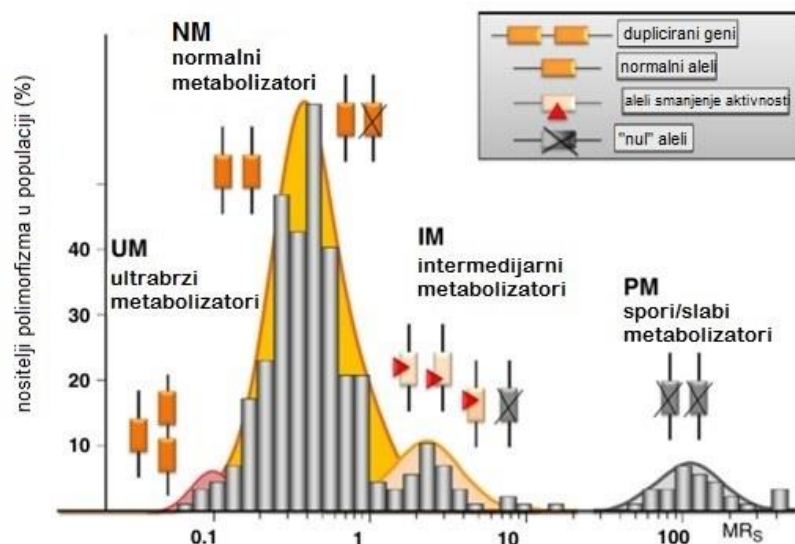 nositelji polimorfizma u populaciji (%)
NM
normalni
metabolizatori
duplicirani geni
normalni aleli
aleli smanjenje aktivnosti
"nul" aleli
UM
ultrabrzi
metabolizatori
IM
intermedijarni
metabolizatori
PM
spori/slabi
metabolizatori
40
30
20
10
0.1
1
10
100
MRS